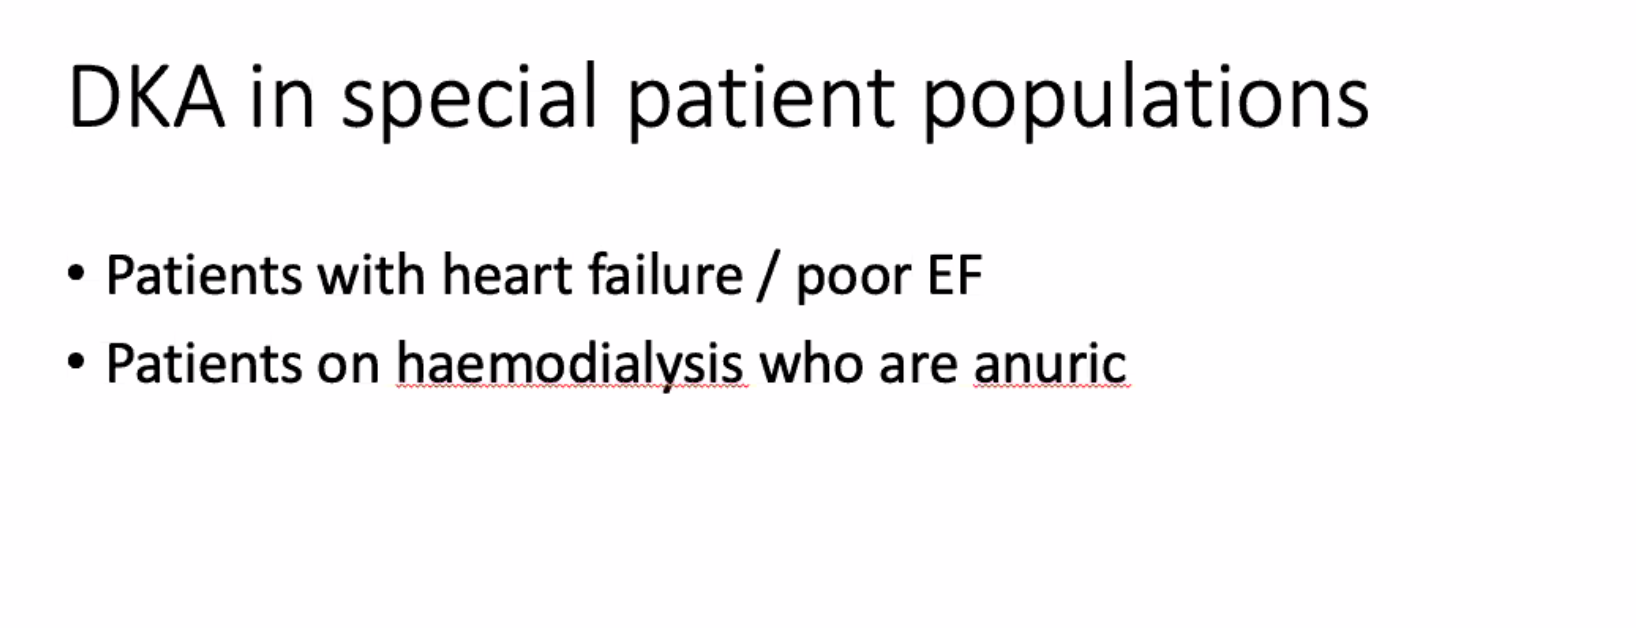 DKA in special patient populations
• Patients with heart failure / poor EF
• Patients on haemodialysis who are anuric